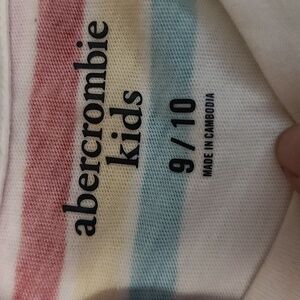 abercrombie
kids
9 / 10
MADE IN CAMBODIA